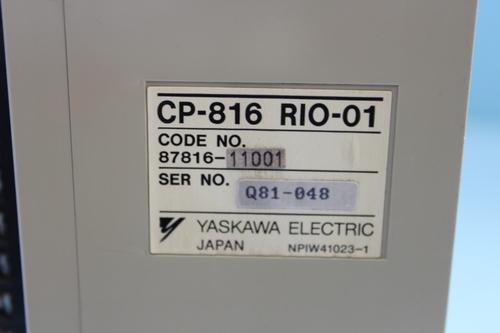 CP-816 RIO-01
CODE NO.
87816-11001
SER NO. Q81-048
YASKAWA ELECTRIC
JAPAN NPIW41023-1